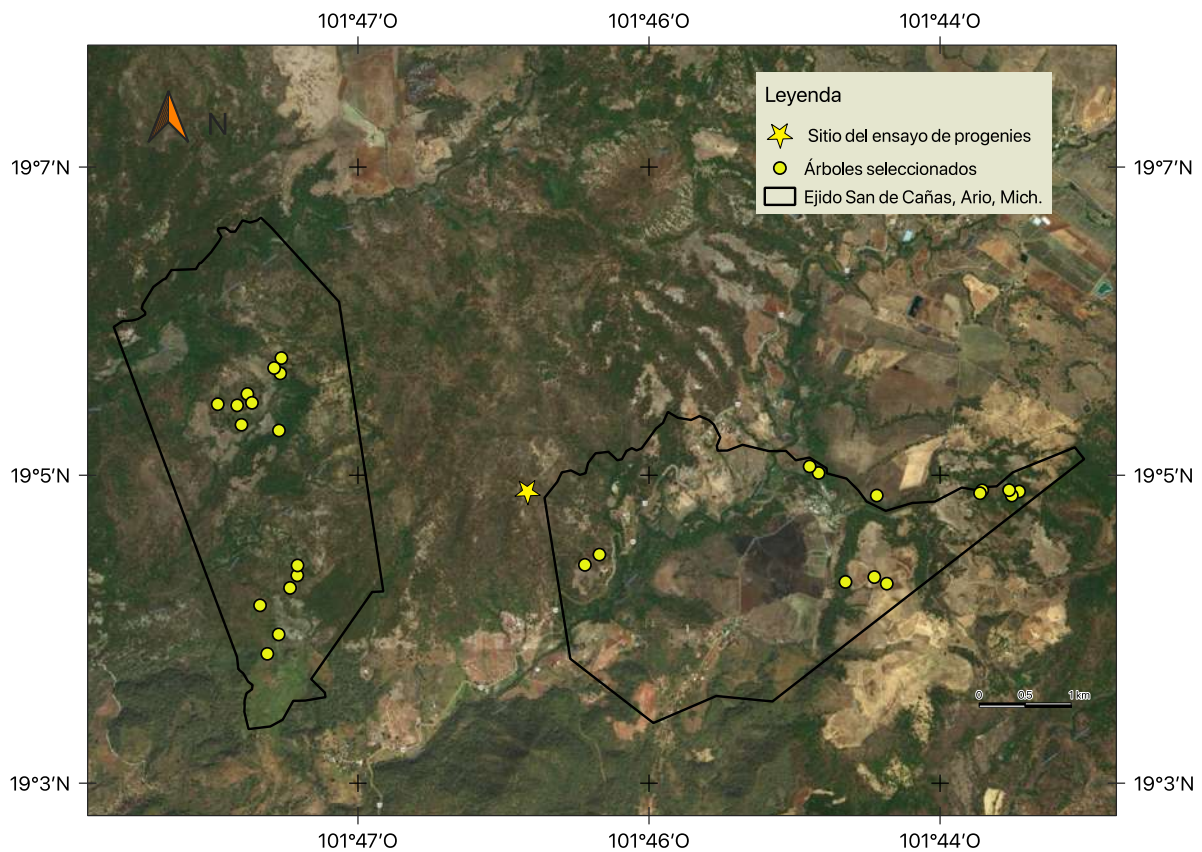 101°47′O 101°46′O 101°44′O
N
Leyenda
Sitio del ensayo de progenies
Árboles seleccionados
Ejido San de Cañas, Ario, Mich.
19°7′N 19°7′N
19°5′N 19°5′N
0 0.5 1 km
19°3′N 19°3′N
101°47′O 101°46′O 101°44′O